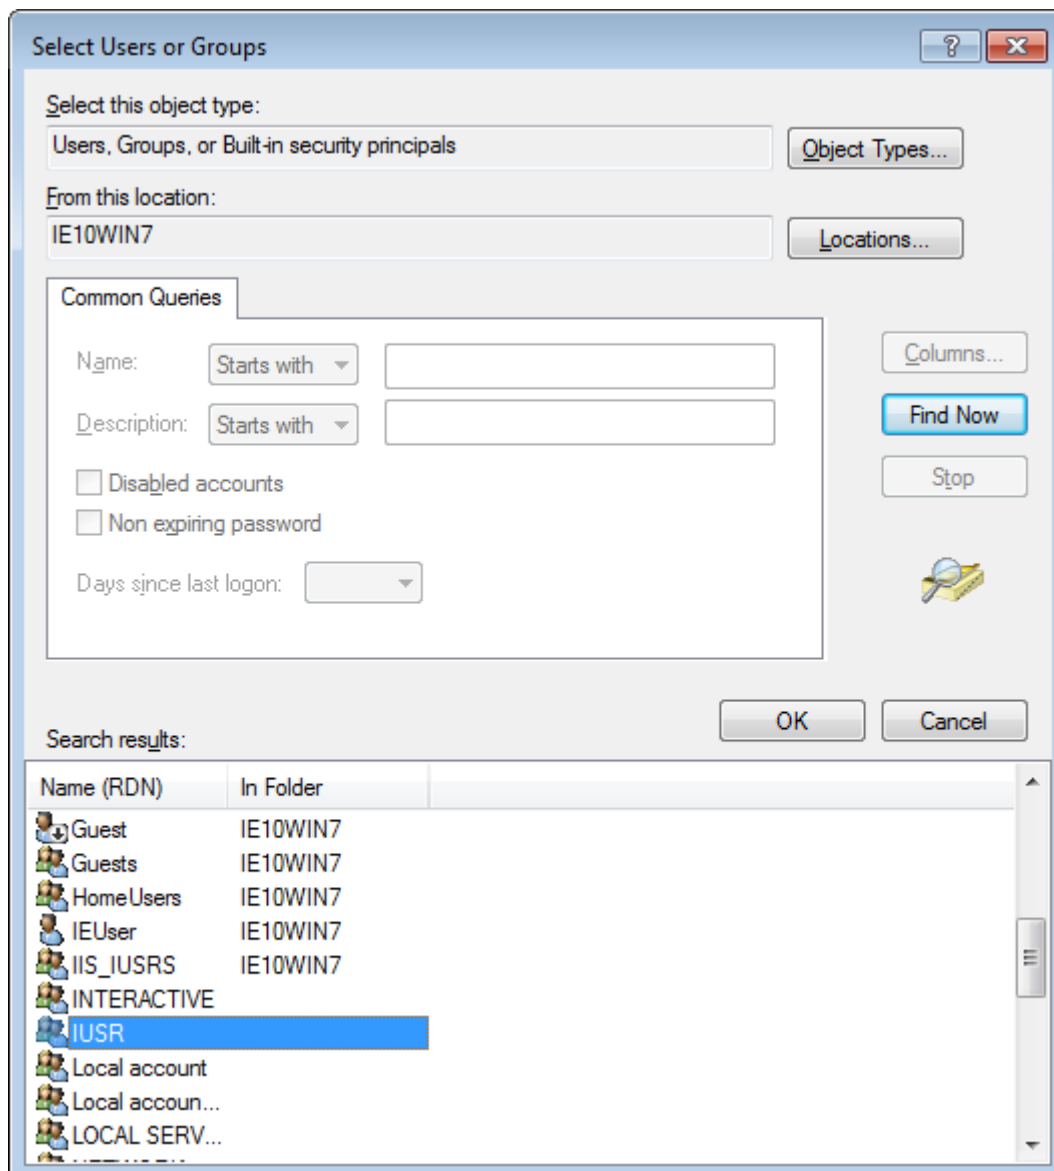 Select Users or Groups
Select this object type:
Users, Groups, or Built-in security principals
Object Types...
From this location:
IE10WIN7
Locations...
Common Queries
Name: Starts with
Columns...
Description: Starts with
Find Now
Disabled accounts
Stop
Non expiring password
Days since last logon:
OK Cancel
Search results:
Name (RDN) In Folder
Guest IE10WIN7
Guests IE10WIN7
HomeUsers IE10WIN7
IEUser IE10WIN7
IIS_IUSRS IE10WIN7
INTERACTIVE
IUSR
Local account
Local accoun...
LOCAL SERV...